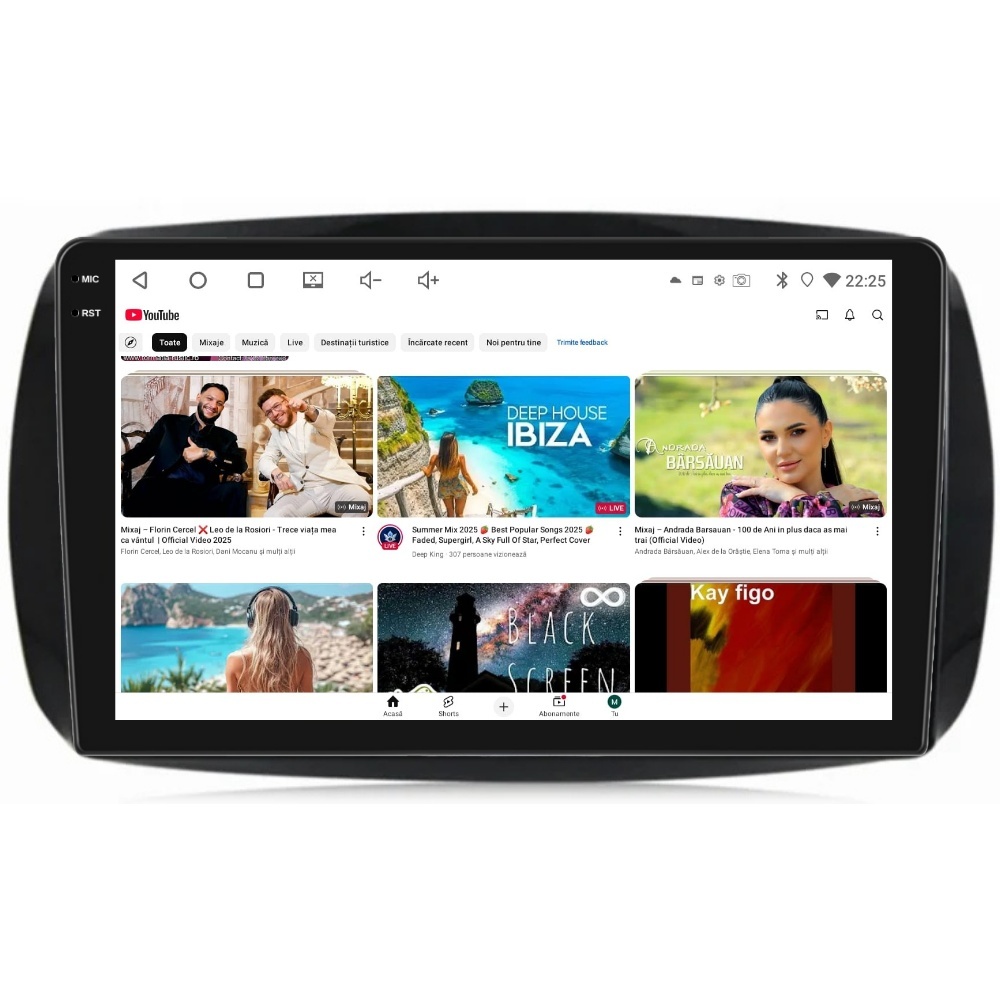 MIC
22:25
RST
YouTube
Toate
Mixaje
Muzică
Live
Destinații turistice
Încărcate recent
Noi pentru tine
Trimite feedback
DEEP HOUSE
IBIZA
ANDRADA
BÂRSĂUAN
Mixaj
LIVE
Mixaj
Mixaj – Florin Cercel ❌ Leo de la Rosiori - Trece viața mea
ca vântul | Official Video 2025
Florin Cercel, Leo de la Rosiori, Dani Mocanu și mulți alții
LIVE
Summer Mix 2025 🍓 Best Popular Songs 2025 🍓
Faded, Supergirl, A Sky Full Of Star, Perfect Cover
Deep King · 307 persoane vizionează
Mixaj – Andrada Barsauan - 100 de Ani in plus daca as mai
trai (Official Video)
Andrada Bârsăuan, Alex de la Orăștie, Elena Toma și mulți alții
BLACK
SCREEN
Kay figo
Acasă
Shorts
Abonamente
M
Tu